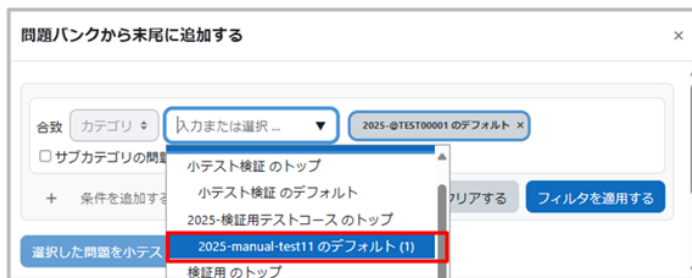 問題バンクから末尾に追加する ×
合致 カテゴリ 入力または選択 ... ▼ 2025-@TEST00001 のデフォルト ×
サブカテゴリの問題
小テスト検証 のトップ
小テスト検証 のデフォルト
+ 条件を追加する クリアする フィルタを適用する
2025-検証用テストコース のトップ
2025-manual-test11 のデフォルト (1)
選択した問題を小テス
検証用 のトップ